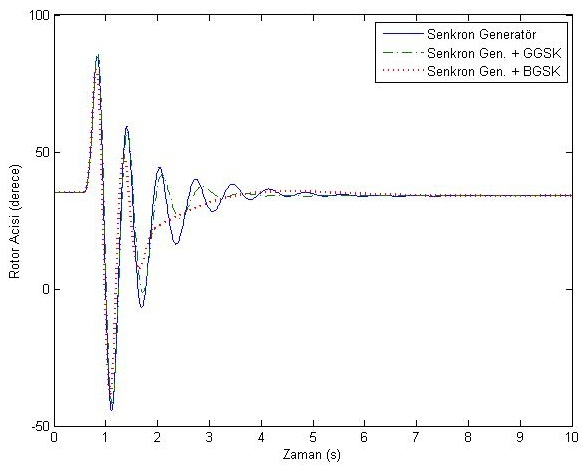 100
50
0
-50
0 1 2 3 4 5 6 7 8 9 10
Rotor Acisi (derece)
Zaman (s)
Senkron Generatör
Senkron Gen. + GGSK
Senkron Gen. + BGSK